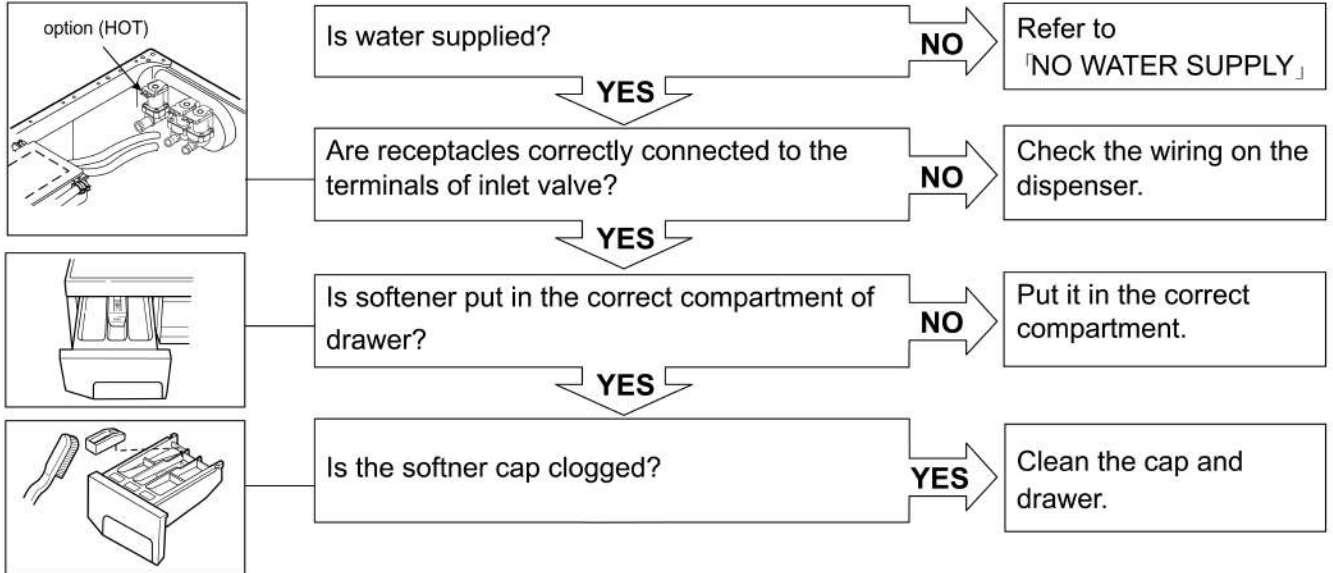 option (HOT)
Is water supplied?
NO
Refer to
「NO WATER SUPPLY」
YES
Are receptacles correctly connected to the
terminals of inlet valve?
NO
Check the wiring on the
dispenser.
YES
Is softener put in the correct compartment of
drawer?
NO
Put it in the correct
compartment.
YES
Is the softner cap clogged?
YES
Clean the cap and
drawer.